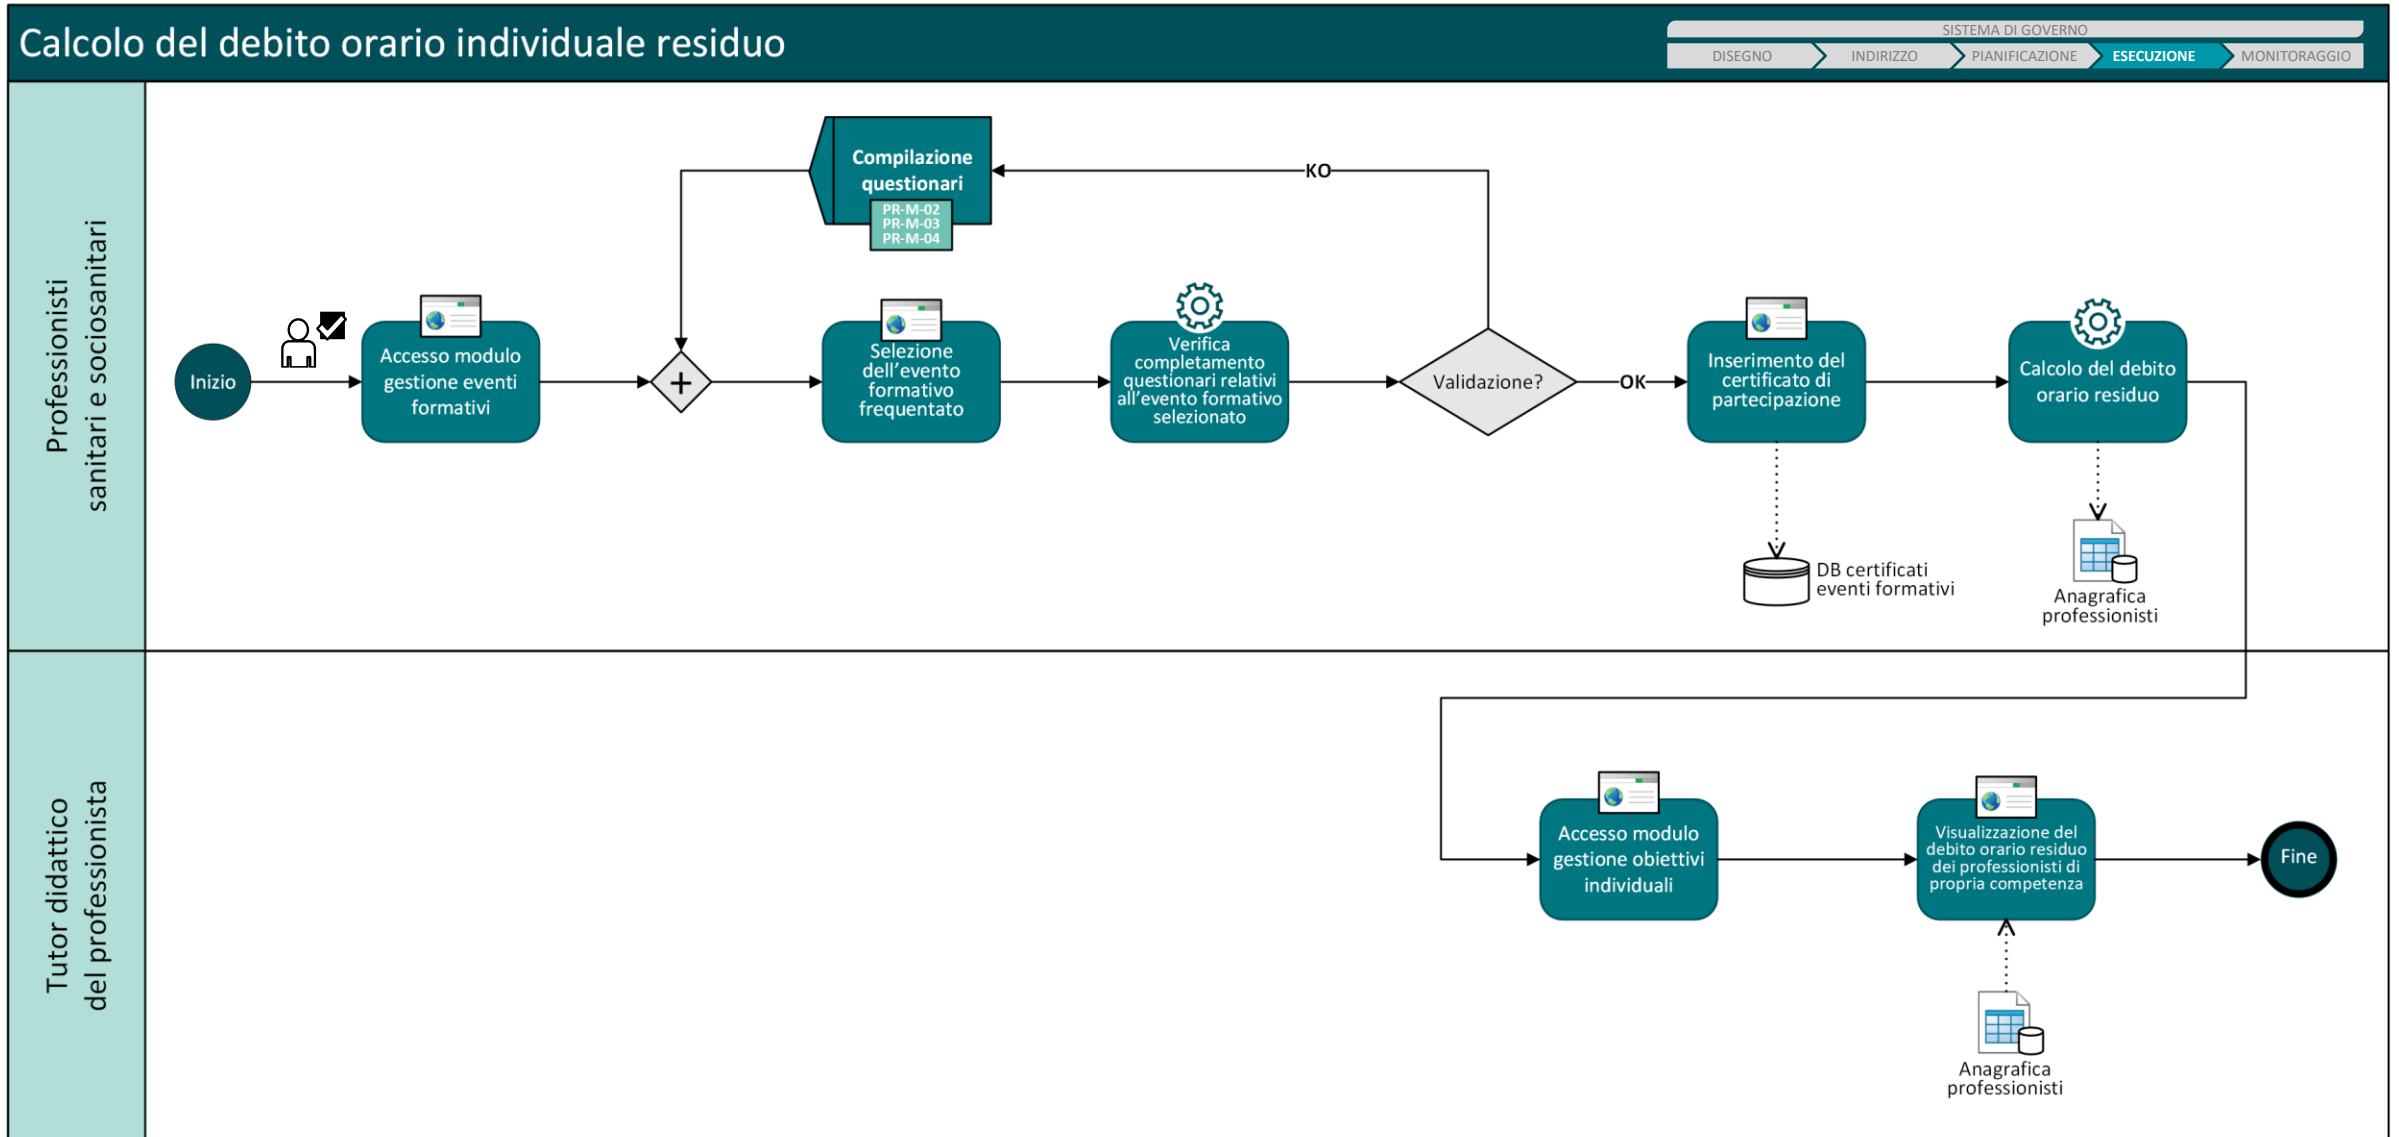 Calcolo del debito orario individuale residuo
SISTEMA DI GOVERNO
DISEGNO
INDIRIZZO
PIANIFICAZIONE
ESECUZIONE
MONITORAGGIO
Professionisti
sanitari e sociosanitari
Compilazione
questionari
PR-M-02
PR-M-03
PR-M-04
KO
Inizio
Accesso modulo
gestione eventi
formativi
+
Selezione
dell'evento
formativo
frequentato
Verifica
completamento
questionari relativi
all'evento formativo
selezionato
Validazione?
OK
Inserimento del
certificato di
partecipazione
Calcolo del debito
orario residuo
DB certificati
eventi formativi
Anagrafica
professionisti
Tutor didattico
del professionista
Accesso modulo
gestione obiettivi
individuali
Visualizzazione del
debito orario residuo
dei professionisti di
propria competenza
Fine
Anagrafica
professionisti